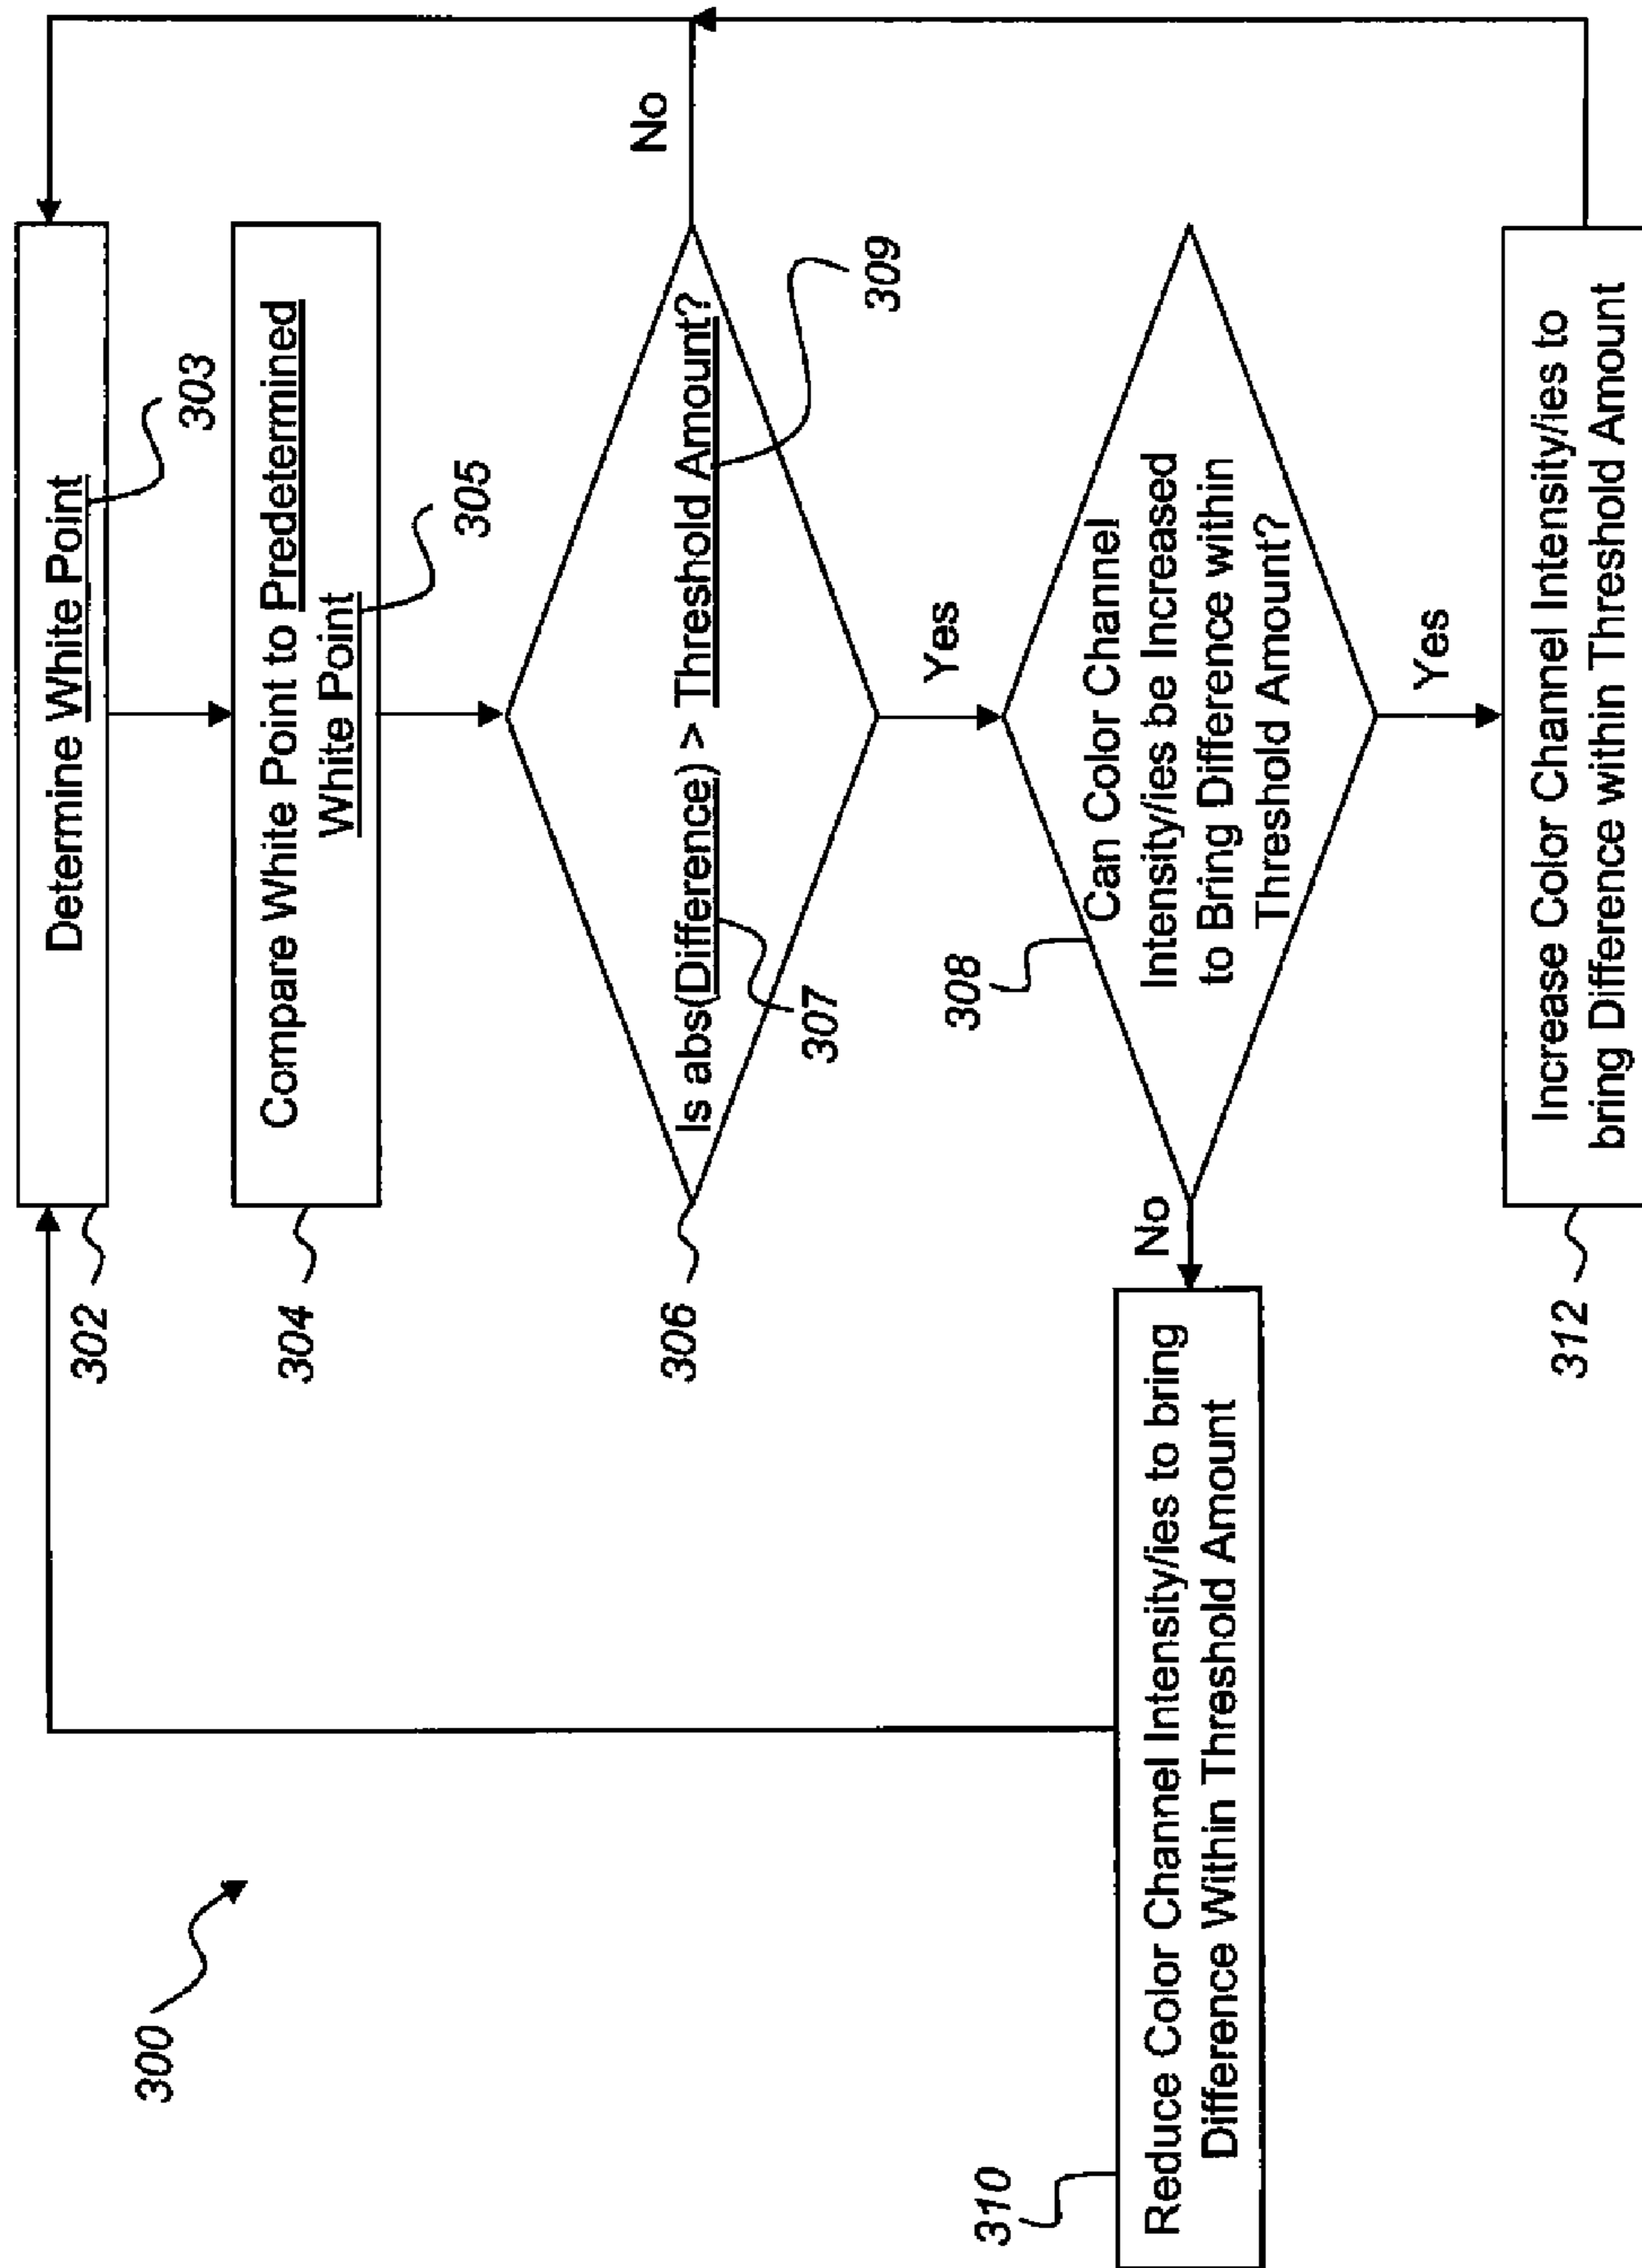 300
302
Determine White Point
303
304
Compare White Point to Predetermined
White Point
305
306
Is abs(Difference) > Threshold Amount?
307
309
No
Yes
308
Can Color Channel
Intensity/ies be Increased
to Bring Difference within
Threshold Amount?
No
Yes
310
Reduce Color Channel Intensity/ies to bring
Difference Within Threshold Amount
312
Increase Color Channel Intensity/ies to
bring Difference within Threshold Amount